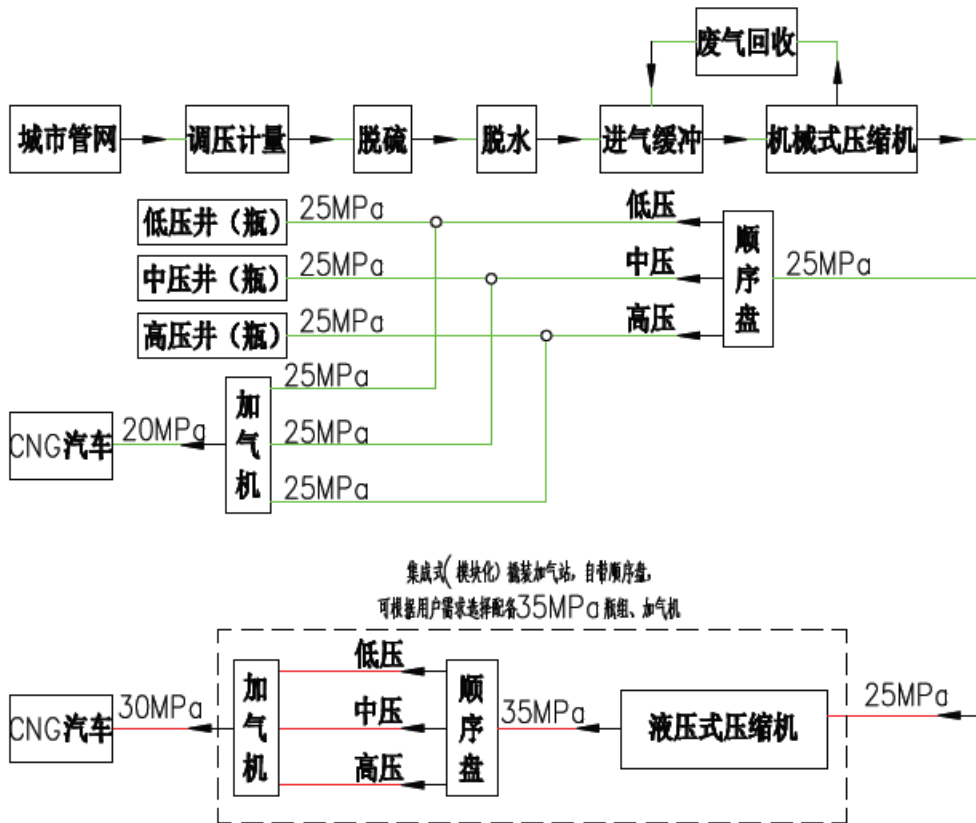 废气回收
城市管网
调压计量
脱硫
脱水
进气缓冲
机械式压缩机
低压井（瓶）
25MPa
低压
中压井（瓶）
25MPa
中压
高压井（瓶）
25MPa
高压
顺序盘
25MPa
CNG汽车
20MPa
加气机
25MPa
25MPa
25MPa
集成式(模块化)撬装加气站，自带顺序盘，
可根据用户需求选择配备35MPa瓶组、加气机
CNG汽车
30MPa
加气机
低压
中压
高压
顺序盘
35MPa
液压式压缩机
25MPa